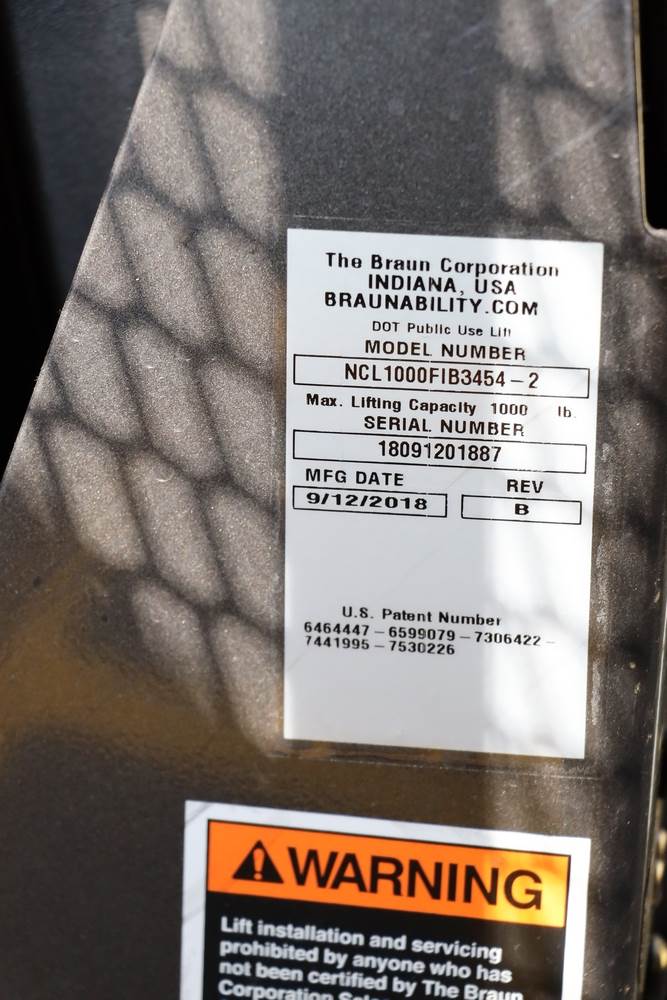 The Braun Corporation
INDIANA, USA
BRAUNABILITY.COM
DOT Public Use Lift
MODEL NUMBER
NCL1000FIB3454-2
Max. Lifting Capacity 1000 lb.
SERIAL NUMBER
18091201887
MFG DATE REV
9/12/2018 B
U.S. Patent Number
6464447-6599079-7306422-
7441995-7530226
WARNING
Lift installation and servicing
prohibited by anyone who has
not been certified by The Braun
Corporation